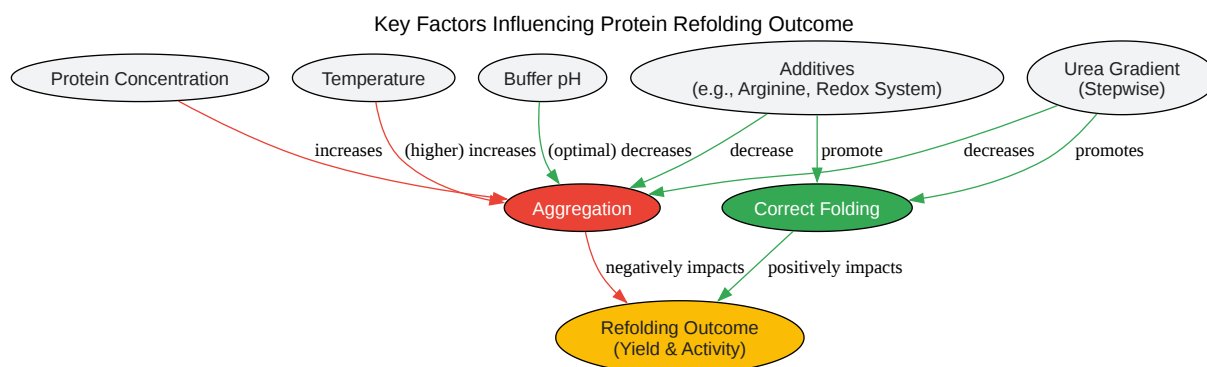 Key Factors Influencing Protein Refolding Outcome
Protein Concentration
Temperature
Buffer pH
Additives
(e.g., Arginine, Redox System)
Urea Gradient
(Stepwise)
increases
(higher) increases
(optimal) decreases
decrease
promote
decreases
promotes
Aggregation
Correct Folding
negatively impacts
positively impacts
Refolding Outcome
(Yield & Activity)